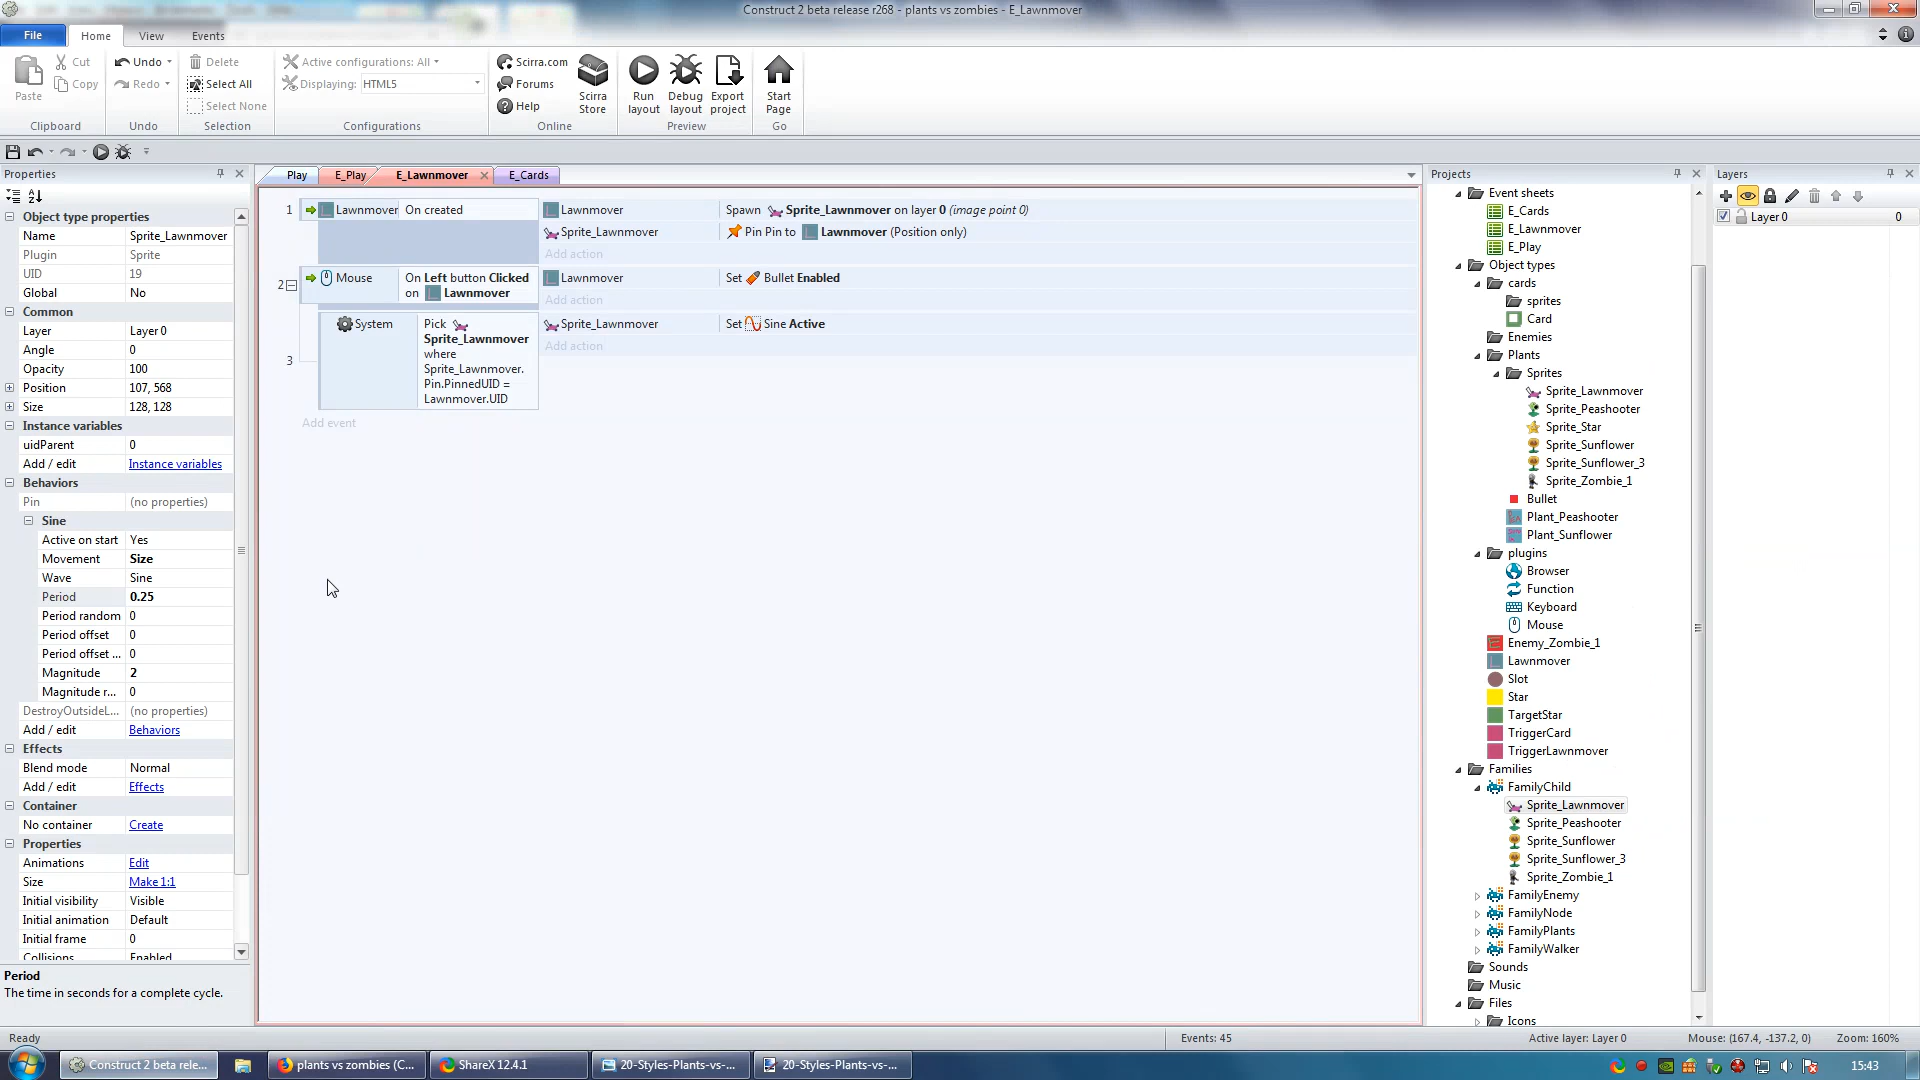 Construct 2 beta release r268 - plants vs zombies - E_Lawnmover
File Home View Events
Paste Cut Copy
Clipboard
Undo
Redo
Undo
Delete
Select All
Select None
Selection
Active configurations: All
Displaying: HTML5
Configurations
Scirra.com
Forums
Help
Scirra Store
Online
Run layout
Debug layout
Export project
Preview
Start Page
Go
Properties
Object type properties
Name Sprite_Lawnmover
Plugin Sprite
UID 19
Global No
Common
Layer Layer 0
Angle 0
Opacity 100
Position 107, 568
Size 128, 128
Instance variables
uidParent 0
Add / edit Instance variables
Behaviors
Pin (no properties)
Sine
Active on start Yes
Movement Size
Wave Sine
Period 0.25
Period random 0
Period offset 0
Period offset ... 0
Magnitude 2
Magnitude r... 0
DestroyOutsideL... (no properties)
Add / edit Behaviors
Effects
Blend mode Normal
Add / edit Effects
Container
No container Create
Properties
Animations Edit
Size Make 1:1
Initial visibility Visible
Initial animation Default
Initial frame 0
Collisions Enabled
Period
The time in seconds for a complete cycle.
Play E_Play E_Lawnmover E_Cards
1 Lawnmover On created Lawnmover Spawn Sprite_Lawnmover on layer 0 (image point 0)
Sprite_Lawnmover Pin Pin to Lawnmover (Position only)
Add action
2 Mouse On Left button Clicked on Lawnmover Lawnmover Set Bullet Enabled
Add action
3 System Pick Sprite_Lawnmover where Sprite_Lawnmover.Pin.PinnedUID = Lawnmover.UID Sprite_Lawnmover Set Sine Active
Add action
Add event
Projects
Event sheets
E_Cards
E_Lawnmover
E_Play
Object types
cards
sprites
Card
Enemies
Plants
Sprites
Sprite_Lawnmover
Sprite_Peashooter
Sprite_Star
Sprite_Sunflower
Sprite_Sunflower_3
Sprite_Zombie_1
Bullet
Plant_Peashooter
Plant_Sunflower
plugins
Browser
Function
Keyboard
Mouse
Enemy_Zombie_1
Lawnmover
Slot
Star
TargetStar
TriggerCard
TriggerLawnmover
Families
FamilyChild
Sprite_Lawnmover
Sprite_Peashooter
Sprite_Sunflower
Sprite_Sunflower_3
Sprite_Zombie_1
FamilyEnemy
FamilyNode
FamilyPlants
FamilyWalker
Sounds
Music
Files
Icons
Layers
Layer 0 0
Ready Events: 45 Active layer: Layer 0 Mouse: (167.4, -137.2, 0) Zoom: 160%
Construct 2 beta rele... plants vs zombies (C... ShareX 12.4.1 20-Styles-Plants-vs-... 20-Styles-Plants-vs-... 15:43